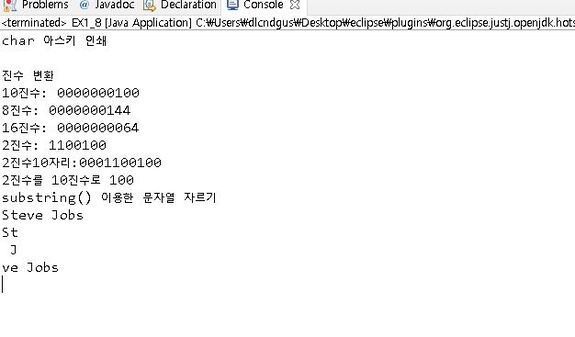 Problems @ Javadoc Declaration Console
<terminated> EX1_8 [Java Application] C:₩Users₩dlcndgus₩Desktop₩eclipse₩plugins₩org.eclipse.justj.openjdk.hots
char 아스키 인쇄
진수 변환
10진수: 0000000100
8진수: 0000000144
16진수: 0000000064
2진수: 1100100
2진수10자리:0001100100
2진수를 10진수로 100
substring() 이용한 문자열 자르기
Steve Jobs
St
 J
ve Jobs